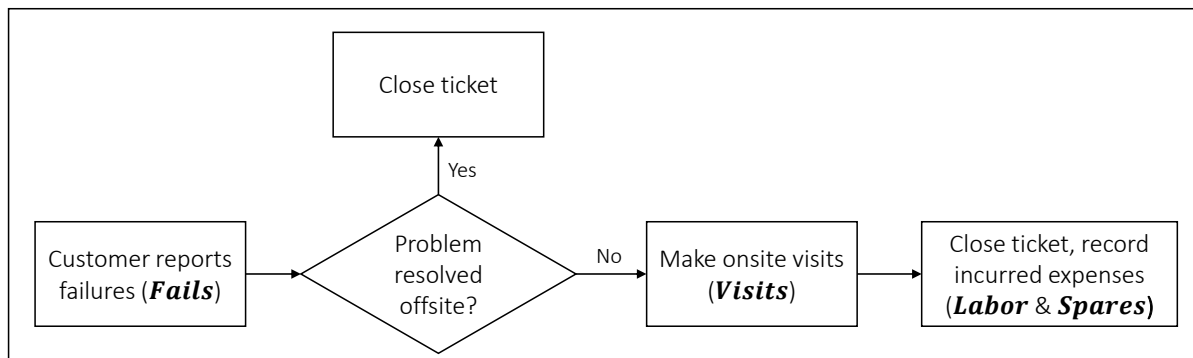 Close ticket
Yes
Customer reports
failures (Fails)
Problem
resolved
offsite?
No
Make onsite visits
(Visits)
Close ticket, record
incurred expenses
(Labor & Spares)